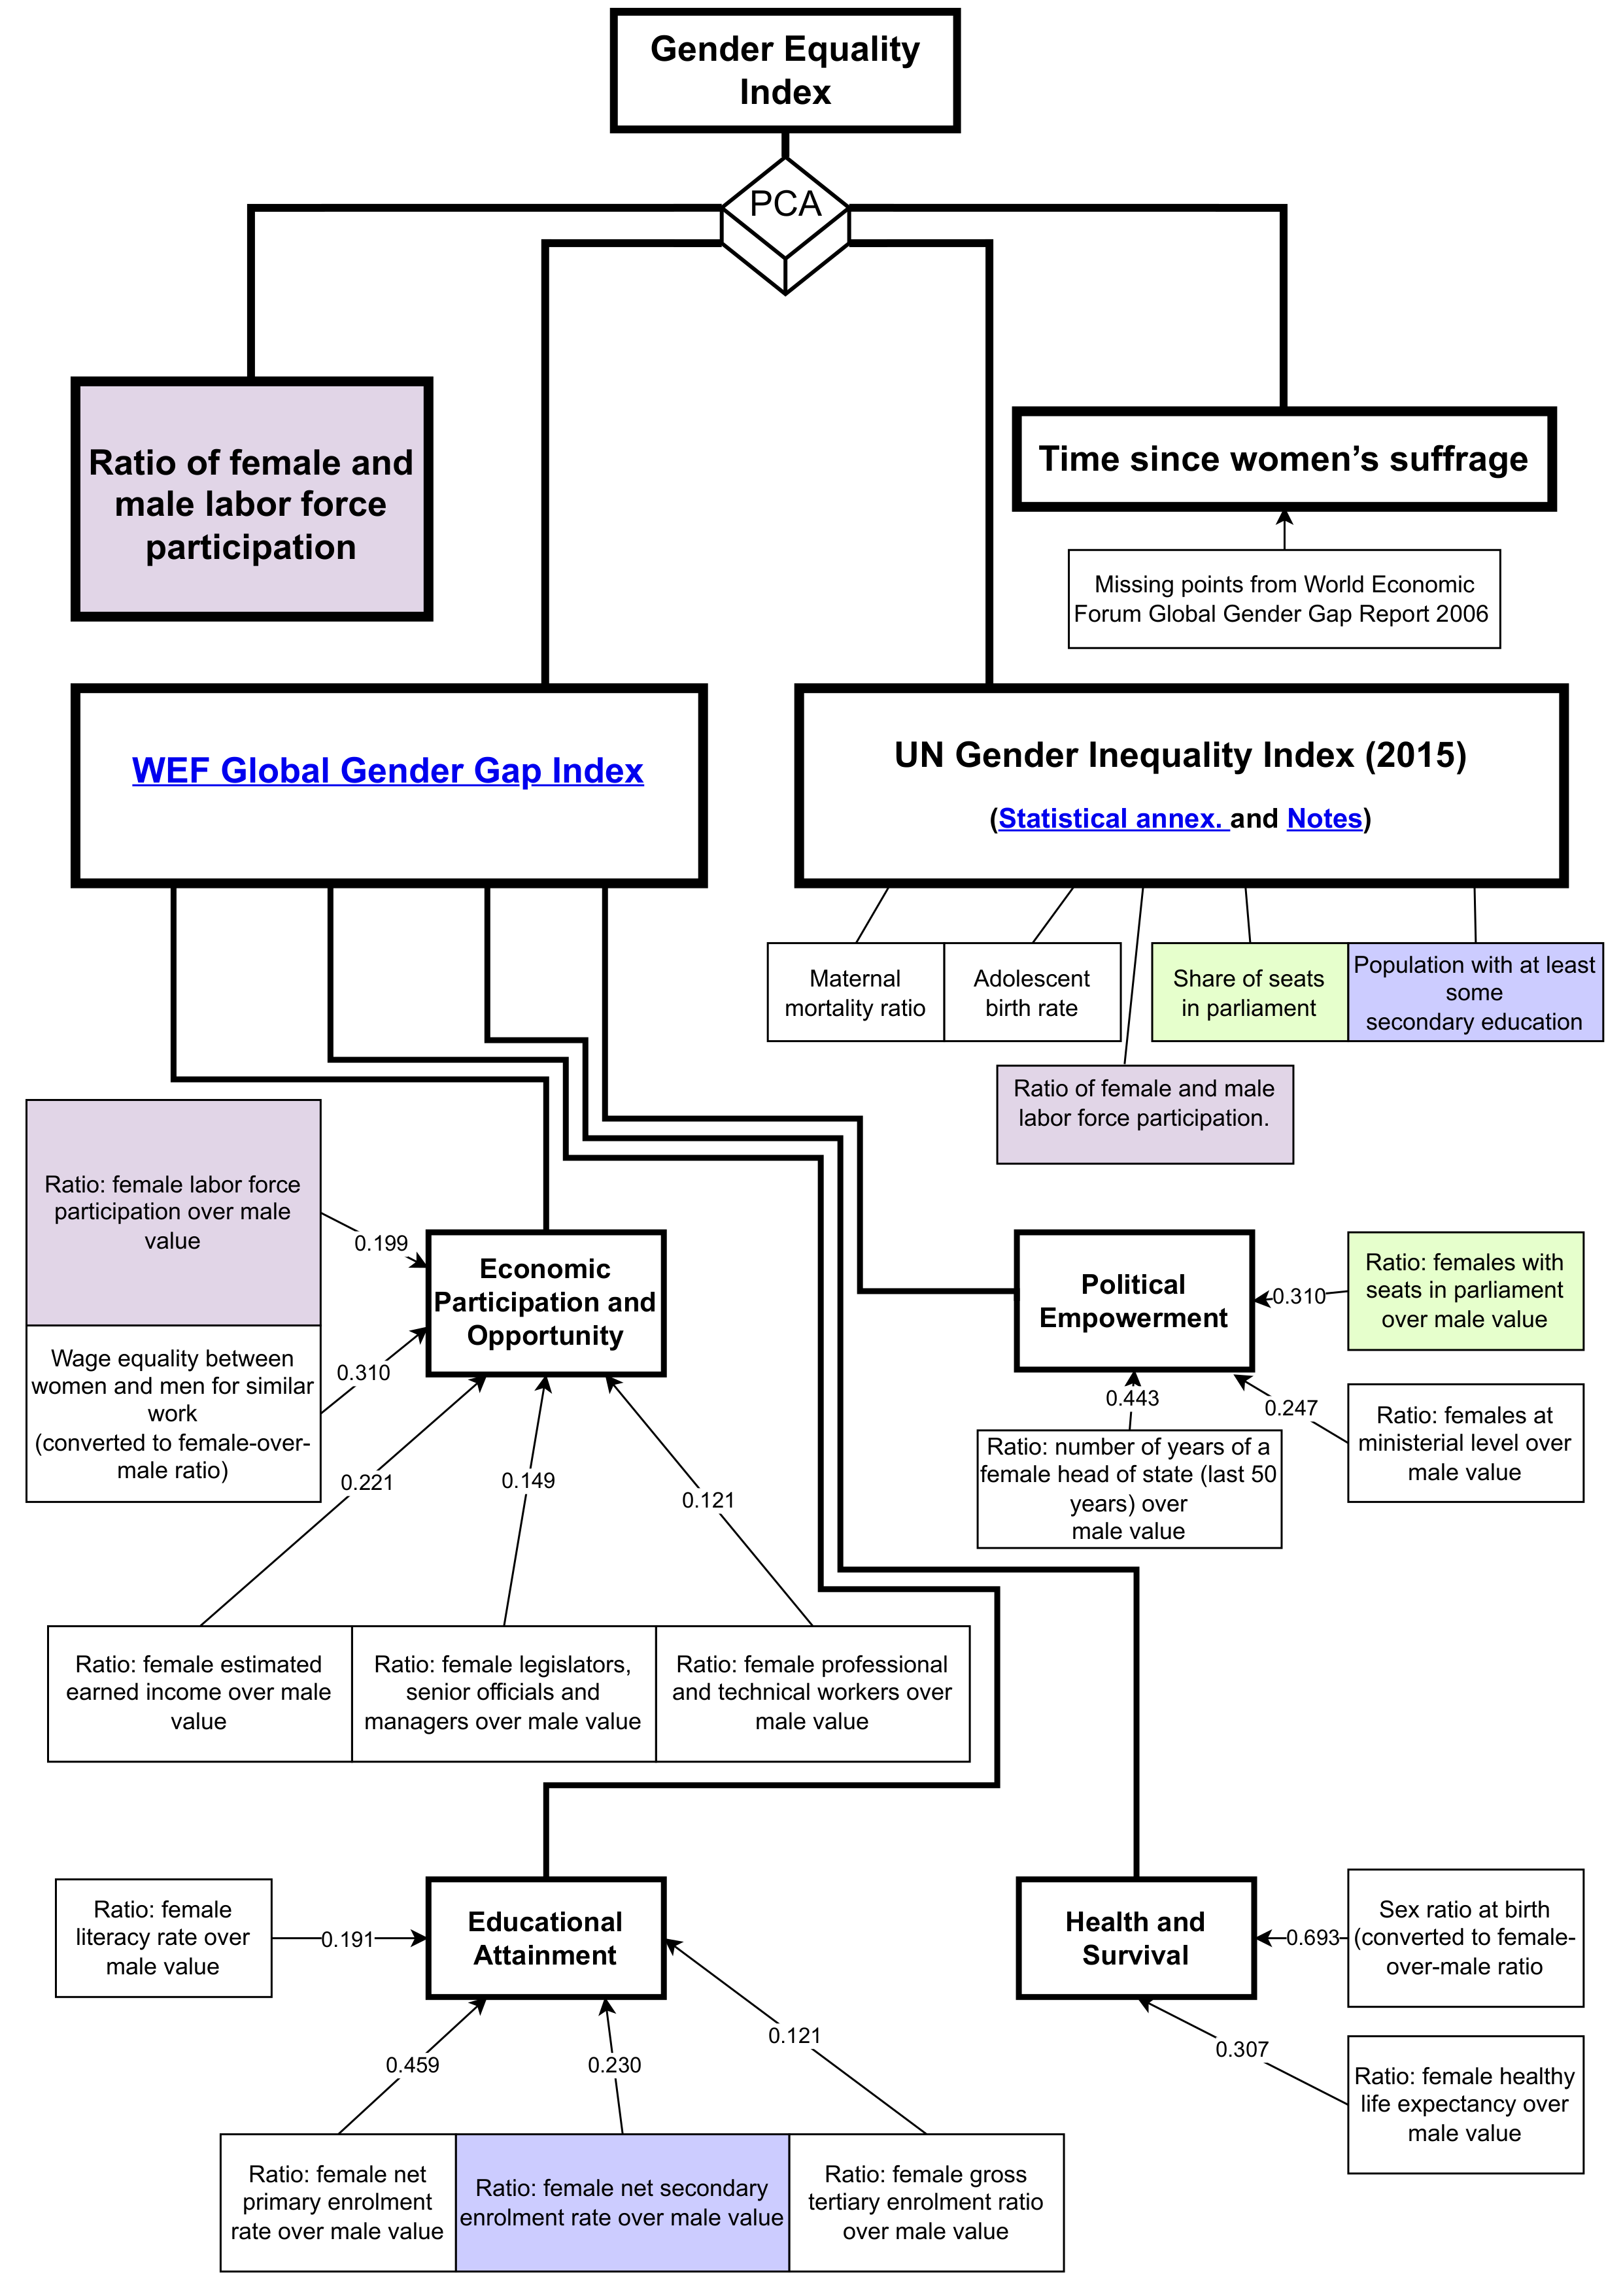 Gender Equality
Index
PCA
Ratio of female and
male labor force
participation
Time since women’s suffrage
Missing points from World Economic
Forum Global Gender Gap Report 2006
WEF Global Gender Gap Index
UN Gender Inequality Index (2015)
(Statistical annex. and Notes)
Maternal
mortality ratio
Adolescent
birth rate
Share of seats
in parliament
Population with at least
some
secondary education
Ratio of female and male
labor force participation.
Ratio: female labor force
participation over male
value
0.199
Economic
Participation and
Opportunity
Wage equality between
women and men for similar
work
(converted to female-over-
male ratio)
0.310
0.221
0.149
0.121
Political
Empowerment
0.310
Ratio: females with
seats in parliament
over male value
0.443
0.247
Ratio: number of years of a
female head of state (last 50
years) over
male value
Ratio: females at
ministerial level over
male value
Ratio: female estimated
earned income over male
value
Ratio: female legislators,
senior officials and
managers over male value
Ratio: female professional
and technical workers over
male value
Ratio: female
literacy rate over
male value
0.191
Educational
Attainment
Health and
Survival
0.693
Sex ratio at birth
(converted to female-
over-male ratio
0.459
0.230
0.121
0.307
Ratio: female healthy
life expectancy over
male value
Ratio: female net
primary enrolment
rate over male value
Ratio: female net secondary
enrolment rate over male value
Ratio: female gross
tertiary enrolment ratio
over male value